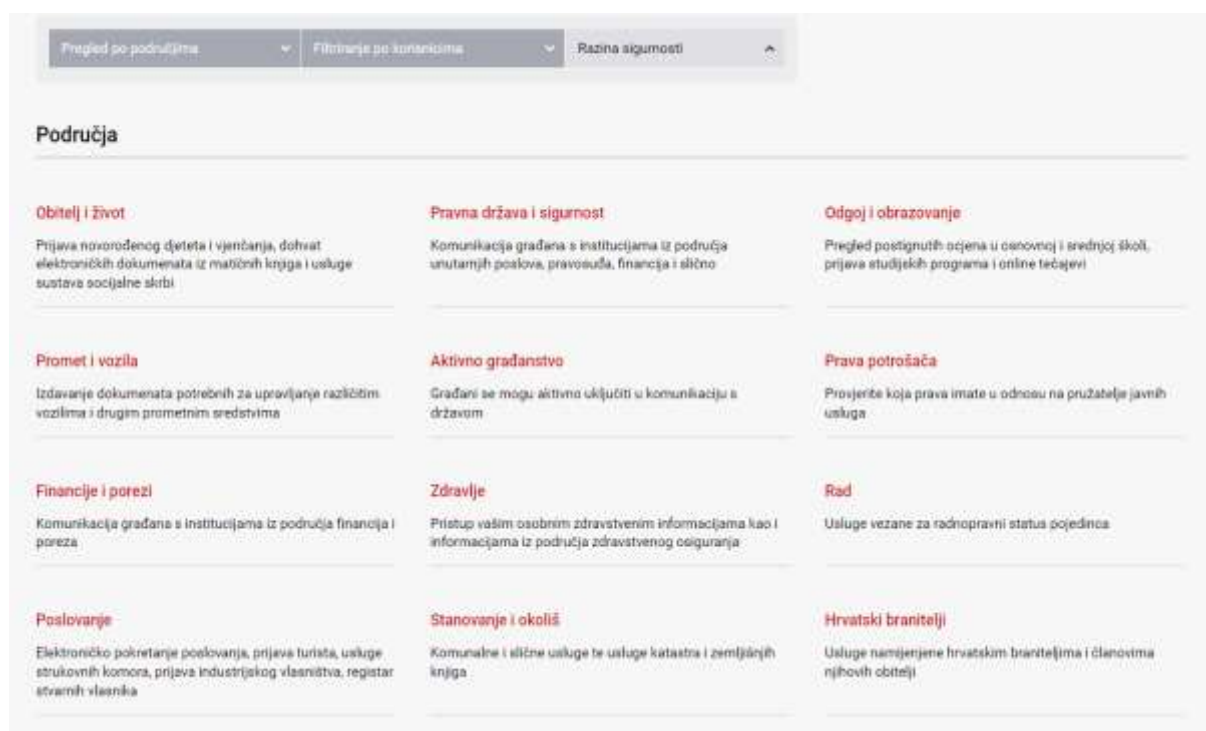 Pregled po područjima
Filtriranje po korisnicima
Razina sigurnosti
Područja
Obitelj i život
Prijava novorođenog djeteta i vjenčanja, dohvat
elektroničkih dokumenata iz matičnih knjiga i usluge
sustava socijalne skrbi
Pravna država i sigurnost
Komunikacija građana s institucijama iz područja
unutarnjih poslova, pravosuđa, financija i slično
Odgoj i obrazovanje
Pregled postignutih ocjena u osnovnoj i srednjoj školi,
prijava studijskih programa i online tečajevi
Promet i vozila
Izdavanje dokumenata potrebnih za upravljanje različitim
vozilima i drugim prometnim sredstvima
Aktivno građanstvo
Građani se mogu aktivno uključiti u komunikaciju s
državom
Prava potrošača
Provjerite koja prava imate u odnosu na pružatelje javnih
usluga
Financije i porezi
Komunikacija građana s institucijama iz područja financija i
poreza
Zdravlje
Pristup vašim osobnim zdravstvenim informacijama kao i
informacijama iz područja zdravstvenog osiguranja
Rad
Usluge vezane za radnopravni status pojedinca
Poslovanje
Elektroničko pokretanje poslovanja, prijava turista, usluge
strukovnih komora, prijava industrijskog vlasništva, registar
stvarnih vlasnika
Stanovanje i okoliš
Komunalne i slične usluge te usluge katastra i zemljišnjih
knjiga
Hrvatski branitelji
Usluge namijenjene hrvatskim braniteljima i članovima
njihovih obitelji